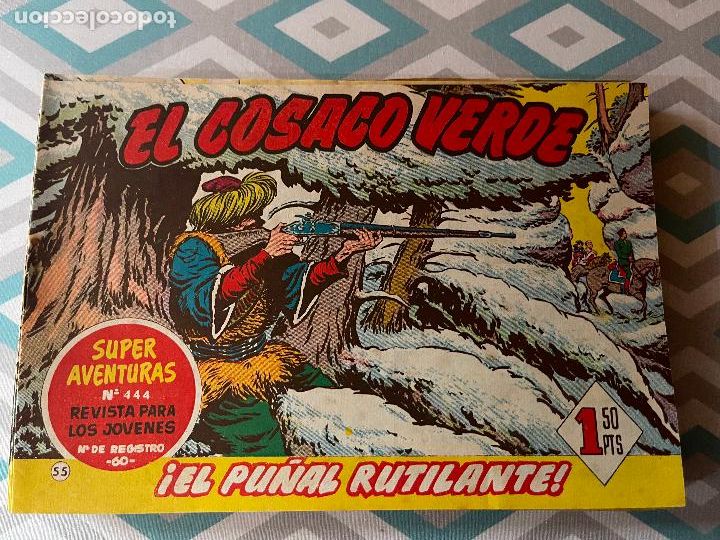 todocoleccion
EL COSACO VERDE
SUPER
AVENTURAS
Nº 444
REVISTA PARA
LOS JOVENES
Nº DE REGISTRO
-60-
55
1 50
PTS
¡EL PUÑAL RUTILANTE!